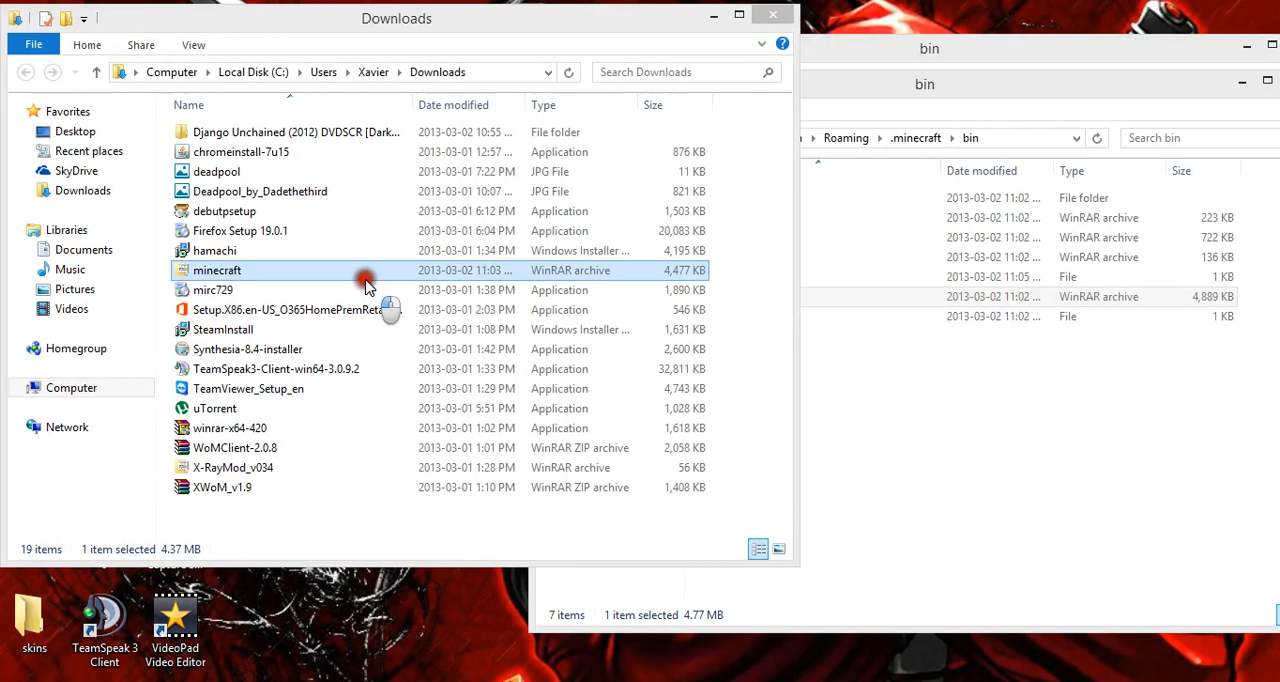 Downloads
File Home Share View
Computer Local Disk (C:) Users Xavier Downloads Search Downloads
Name Date modified Type Size
Favorites
Desktop
Recent places
SkyDrive
Downloads
Libraries
Documents
Music
Pictures
Videos
Homegroup
Computer
Network
Django Unchained (2012) DVDSCR [Dark... 2013-03-02 10:55 ... File folder
chromeinstall-7u15 2013-03-01 12:57 ... Application 876 KB
deadpool 2013-03-01 7:22 PM JPG File 11 KB
Deadpool_by_Dadethethird 2013-03-01 10:07 ... JPG File 821 KB
debutpsetup 2013-03-01 6:12 PM Application 1,503 KB
Firefox Setup 19.0.1 2013-03-01 6:04 PM Application 20,083 KB
hamachi 2013-03-01 1:34 PM Windows Installer ... 4,195 KB
minecraft 2013-03-02 11:03 ... WinRAR archive 4,477 KB
mirc729 2013-03-01 1:38 PM Application 1,890 KB
Setup.X86.en-US_O365HomePremReta... 2013-03-01 2:03 PM Application 546 KB
SteamInstall 2013-03-01 1:08 PM Windows Installer ... 1,631 KB
Synthesia-8.4-installer 2013-03-01 1:42 PM Application 2,600 KB
TeamSpeak3-Client-win64-3.0.9.2 2013-03-01 1:33 PM Application 32,811 KB
TeamViewer_Setup_en 2013-03-01 1:29 PM Application 4,743 KB
uTorrent 2013-03-01 5:51 PM Application 1,028 KB
winrar-x64-420 2013-03-01 1:02 PM Application 1,618 KB
WoMClient-2.0.8 2013-03-01 1:01 PM WinRAR ZIP archive 2,058 KB
X-RayMod_v034 2013-03-01 1:28 PM WinRAR archive 56 KB
XWoM_v1.9 2013-03-01 1:10 PM WinRAR ZIP archive 1,408 KB
19 items 1 item selected 4.37 MB
bin
bin
Roaming .minecraft bin Search bin
Date modified Type Size
2013-03-02 11:02 ... File folder
2013-03-02 11:02 ... WinRAR archive 223 KB
2013-03-02 11:02 ... WinRAR archive 722 KB
2013-03-02 11:02 ... WinRAR archive 136 KB
2013-03-02 11:05 ... File 1 KB
2013-03-02 11:02 ... WinRAR archive 4,889 KB
2013-03-02 11:02 ... File 1 KB
7 items 1 item selected 4.77 MB
skins
TeamSpeak 3
Client
VideoPad
Video Editor